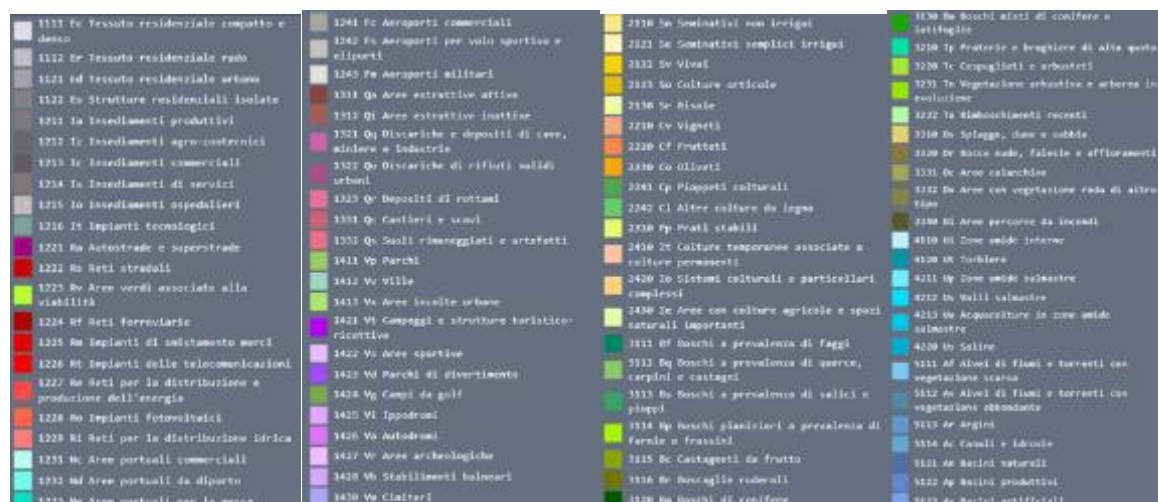 1111 Ec Tessuto residenziale compatto e
denso
1112 Er Tessuto residenziale rado
1121 Ed Tessuto residenziale urbano
1122 Es Strutture residenziali isolate
1211 Ia Insediamenti produttivi
1212 Iz Insediamenti agro-zootecnici
1213 Ic Insediamenti commerciali
1214 Is Insediamenti di servizi
1215 Io Insediamenti ospedalieri
1216 It Impianti tecnologici
1221 Ra Autostrade e superstrade
1222 Rs Reti stradali
1223 Rv Aree verdi associate alla
viabilità
1224 Rf Reti ferroviarie
1225 Rm Impianti di smistamento merci
1226 Rt Impianti delle telecomunicazioni
1227 Re Reti per la distribuzione e
produzione dell'energia
1228 Ro Impianti fotovoltaici
1229 Ri Reti per la distribuzione idrica
1231 Nc Aree portuali commerciali
1232 Nd Aree portuali da diporto
1241 Fc Aeroporti commerciali
1242 Fs Aeroporti per volo sportivo e
eliporti
1243 Fm Aeroporti militari
1311 Qa Aree estrattive attive
1312 Qi Aree estrattive inattive
1321 Qq Discariche e depositi di cave,
miniere e industrie
1322 Qu Discariche di rifiuti solidi
urbani
1323 Qr Depositi di rottami
1331 Qc Cantieri e scavi
1332 Qs Suoli rimaneggiati e artefatti
1411 Vp Parchi
1412 Vv Ville
1413 Vx Aree incolte urbane
1421 Vt Campeggi e strutture turistico-
ricettive
1422 Vs Aree sportive
1423 Vd Parchi di divertimento
1424 Vg Campi da golf
1425 Vi Ippodromi
1426 Va Autodromi
1427 Vr Aree archeologiche
1428 Vb Stabilimenti balneari
1430 Vm Cimiteri
2110 Sn Seminativi non irrigui
2121 Se Seminativi semplici irrigui
2122 Sv Vivai
2123 So Colture orticole
2130 Sr Risaie
2210 Cv Vigneti
2220 Cf Frutteti
2230 Co Oliveti
2241 Cp Pioppeti colturali
2242 Cl Altre colture da legno
2310 Pp Prati stabili
2410 Zt Colture temporanee associate a
colture permanenti
2420 Zo Sistemi colturali e particellari
complessi
2430 Ze Aree con colture agricole e spazi
naturali importanti
3111 Bf Boschi a prevalenza di faggi
3112 Bq Boschi a prevalenza di querce,
carpini e castagni
3113 Bs Boschi a prevalenza di salici e
pioppi
3114 Bp Boschi planiziari a prevalenza di
farnie e frassini
3115 Bc Castagneti da frutto
3116 Br Boscaglie ruderali
3120 Ba Boschi di conifere
3130 Bm Boschi misti di conifere e
latifoglie
3210 Tp Praterie e brughiere di alta quota
3220 Tc Cespuglieti e arbusteti
3231 Tn Vegetazione arbustiva e arborea in
evoluzione
3232 Ta Rimboschimenti recenti
3310 Ds Spiagge, dune e sabbie
3320 Dr Rocce nude, falesie e affioramenti
3331 Dc Aree calanchive
3332 Dx Aree con vegetazione rada di altro
tipo
3340 Di Aree percorse da incendi
4110 Ui Zone umide interne
4120 Ut Torbiere
4211 Up Zone umide salmastre
4212 Uv Valli salmastre
4213 Ua Acquacolture in zone umide
salmastre
4220 Us Saline
5111 Af Alvei di fiumi e torrenti con
vegetazione scarsa
5112 Av Alvei di fiumi e torrenti con
vegetazione abbondante
5113 Ar Argini
5114 Ac Canali e idrovie
5121 An Bacini naturali
5122 Ap Bacini produttivi
5123 Ax Bacini artificiali